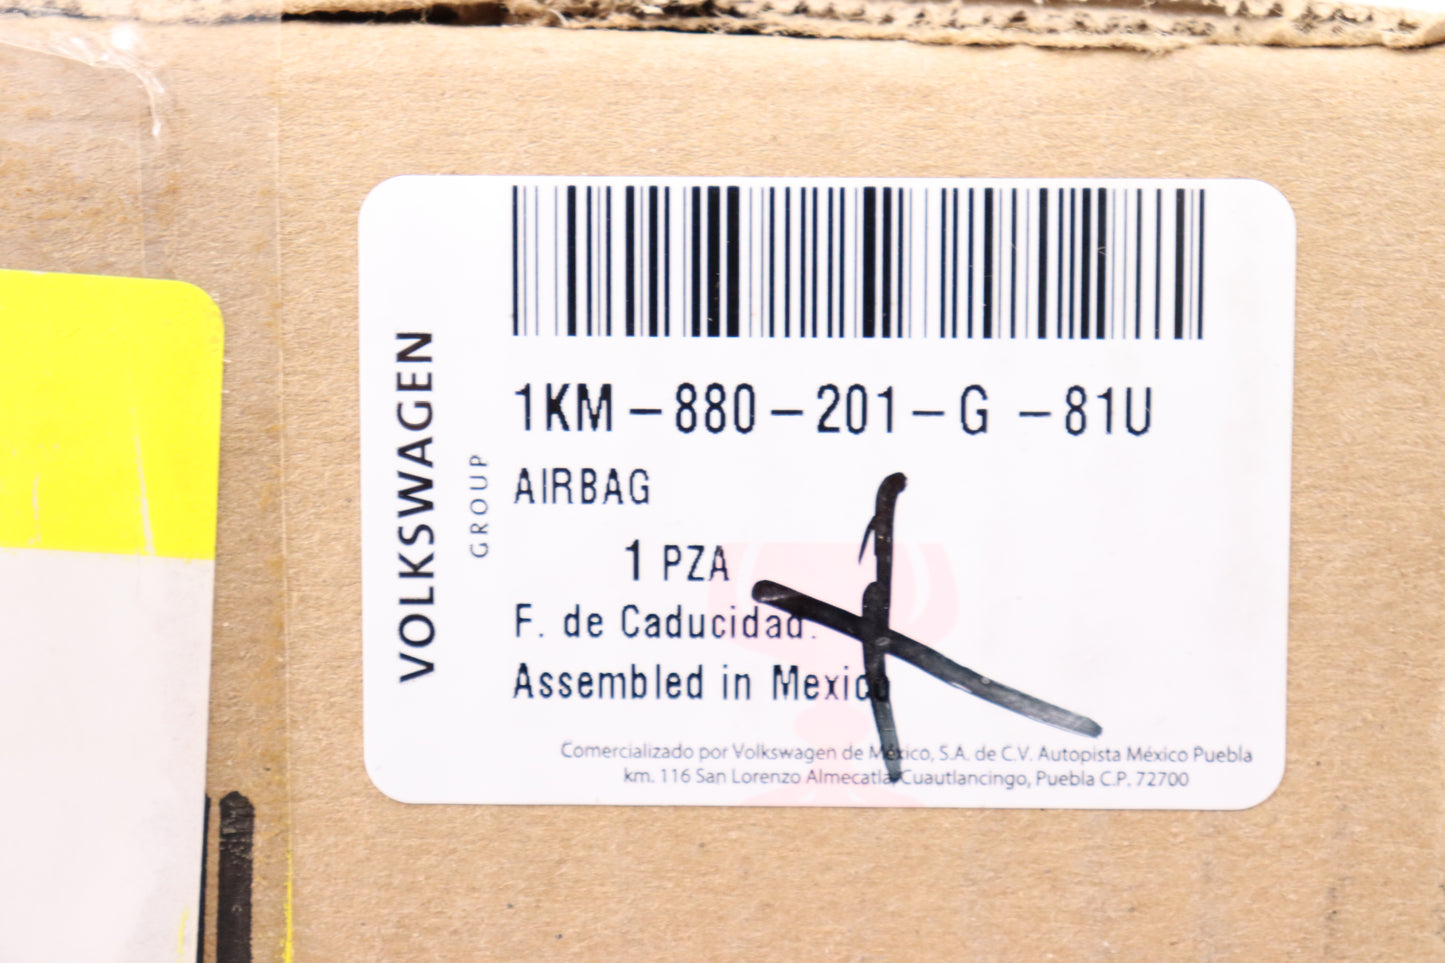 VOLKSWAGEN
GROUP
1KM-880-201-G -81U
AIRBAG
1 PZA
F. de Caducidad.
Assembled in Mexico
Comercializado por Volkswagen de México, S.A. de C.V. Autopista México Puebla
km. 116 San Lorenzo Almecatla, Cuautlancingo, Puebla C.P. 72700